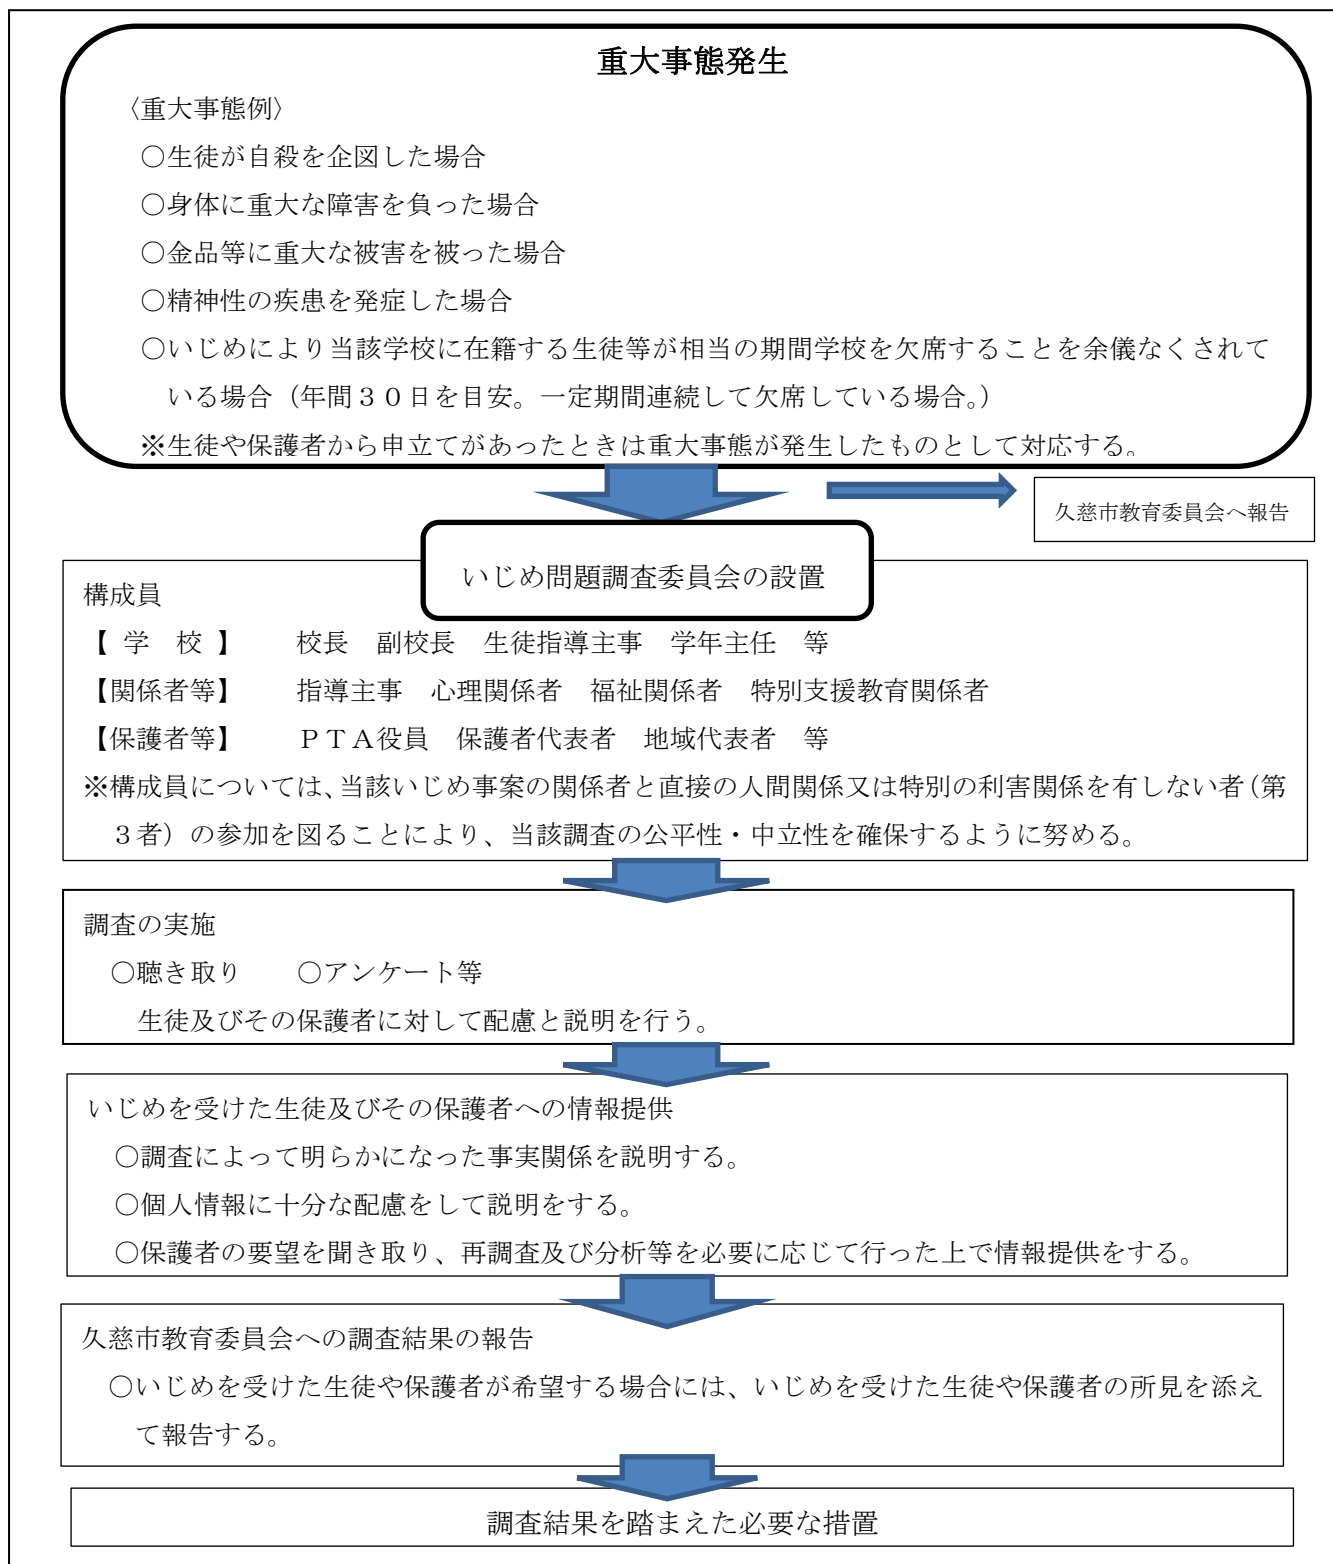 重大事態発生
〈重大事態例〉
○生徒が自殺を企図した場合
○身体に重大な障害を負った場合
○金品等に重大な被害を被った場合
○精神性の疾患を発症した場合
○いじめにより当該学校に在籍する生徒等が相当の期間学校を欠席することを余儀なくされて
いる場合（年間３０日を目安。一定期間連続して欠席している場合。）
※生徒や保護者から申立てがあったときは重大事態が発生したものとして対応する。
久慈市教育委員会へ報告
いじめ問題調査委員会の設置
構成員
【 学　校 】　　校長　副校長　生徒指導主事　学年主任　等
【関係者等】　　指導主事　心理関係者　福祉関係者　特別支援教育関係者
【保護者等】　　ＰＴＡ役員　保護者代表者　地域代表者　等
※構成員については、当該いじめ事案の関係者と直接の人間関係又は特別の利害関係を有しない者（第
３者）の参加を図ることにより、当該調査の公平性・中立性を確保するように努める。
調査の実施
○聴き取り　　○アンケート等
生徒及びその保護者に対して配慮と説明を行う。
いじめを受けた生徒及びその保護者への情報提供
○調査によって明らかになった事実関係を説明する。
○個人情報に十分な配慮をして説明をする。
○保護者の要望を聞き取り、再調査及び分析等を必要に応じて行った上で情報提供をする。
久慈市教育委員会への調査結果の報告
○いじめを受けた生徒や保護者が希望する場合には、いじめを受けた生徒や保護者の所見を添え
て報告する。
調査結果を踏まえた必要な措置